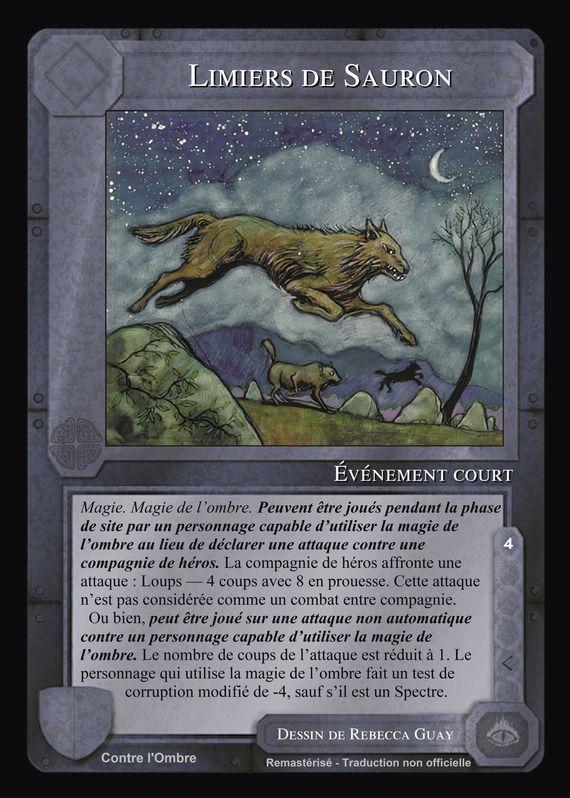 Limiers de Sauron
Événement court
Magie. Magie de l'ombre. Peuvent être joués pendant la phase
de site par un personnage capable d'utiliser la magie de
l'ombre au lieu de déclarer une attaque contre une
compagnie de héros. La compagnie de héros affronte une
attaque : Loups — 4 coups avec 8 en prouesse. Cette attaque
n'est pas considérée comme un combat entre compagnie.
Ou bien, peut être joué sur une attaque non automatique
contre un personnage capable d'utiliser la magie de
l'ombre. Le nombre de coups de l'attaque est réduit à 1. Le
personnage qui utilise la magie de l'ombre fait un test de
corruption modifié de -4, sauf s'il est un Spectre.
4
Dessin de Rebecca Guay
Contre l'Ombre
Remastérisé - Traduction non officielle